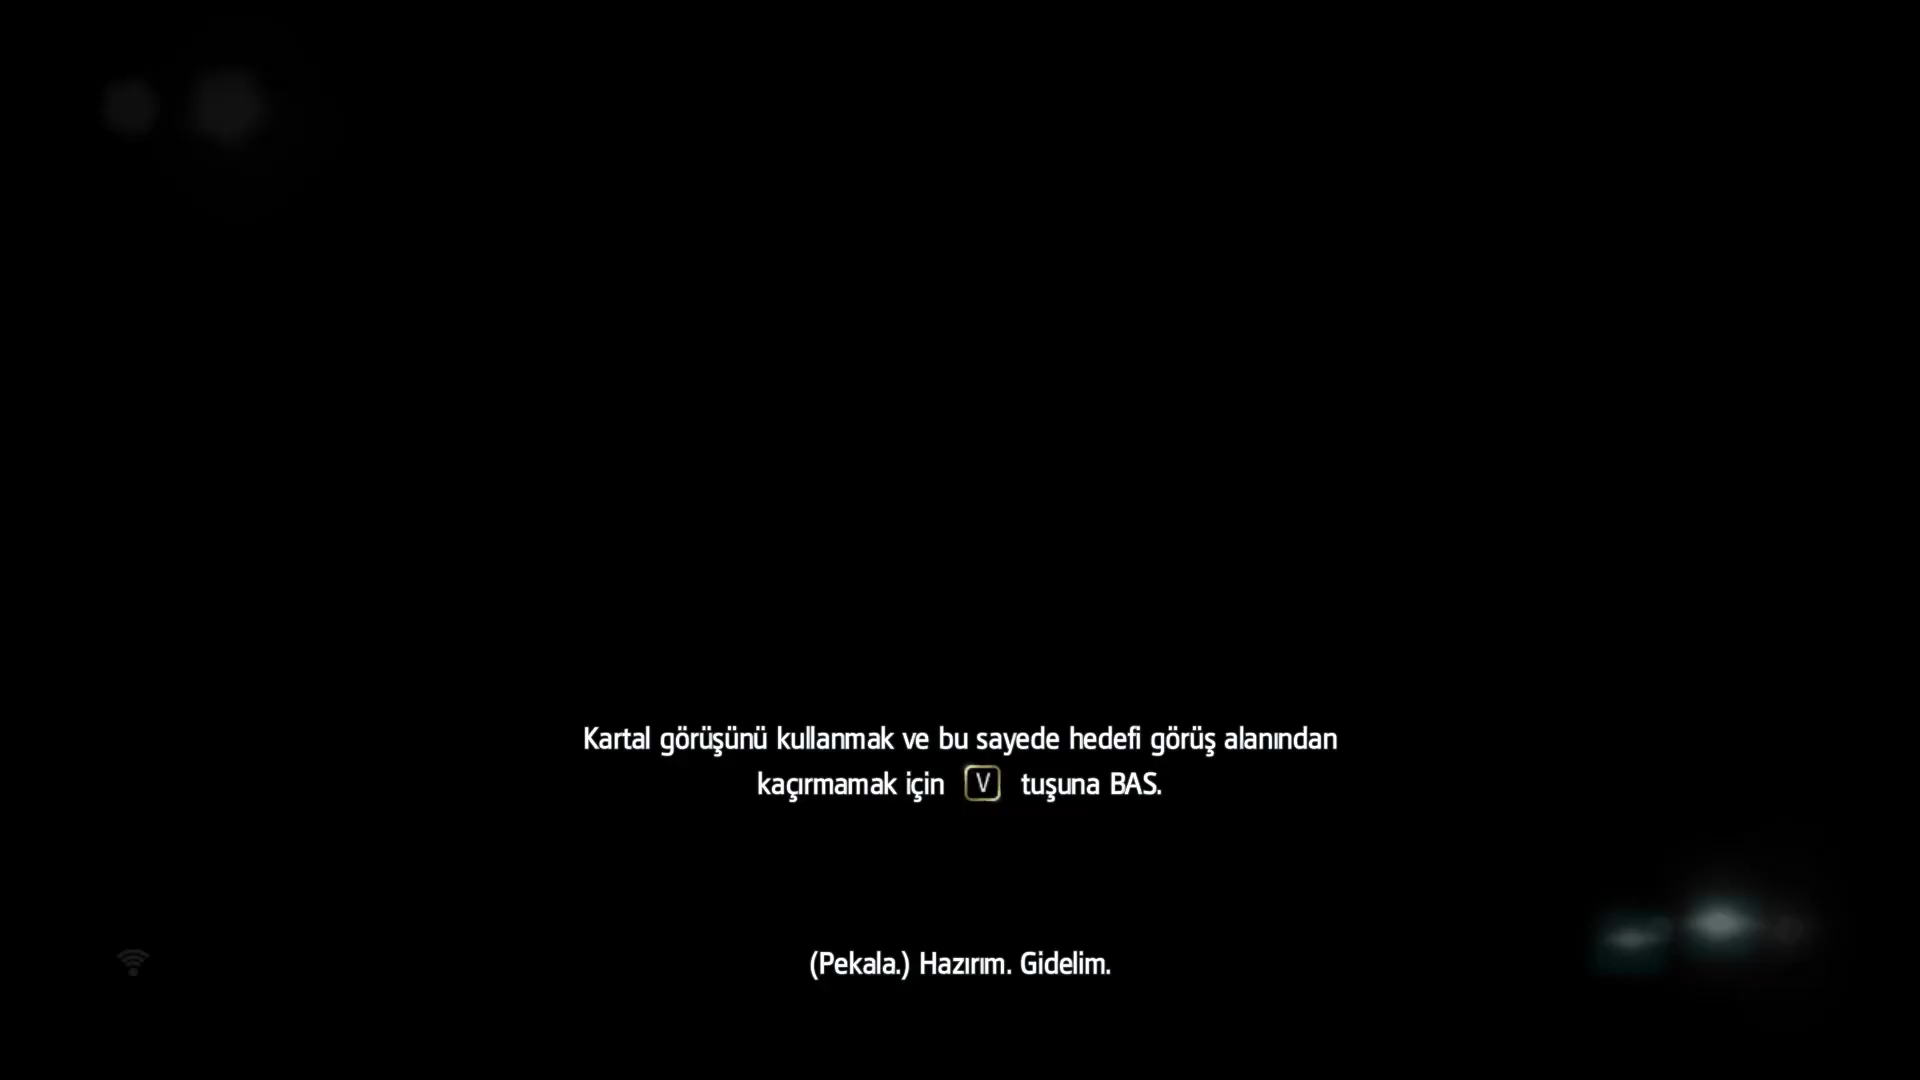 Kartal görüşünü kullanmak ve bu sayede hedefi görüş alanından
kaçırmamak için V tuşuna BAS.
(Pekala.) Hazırım. Gidelim.